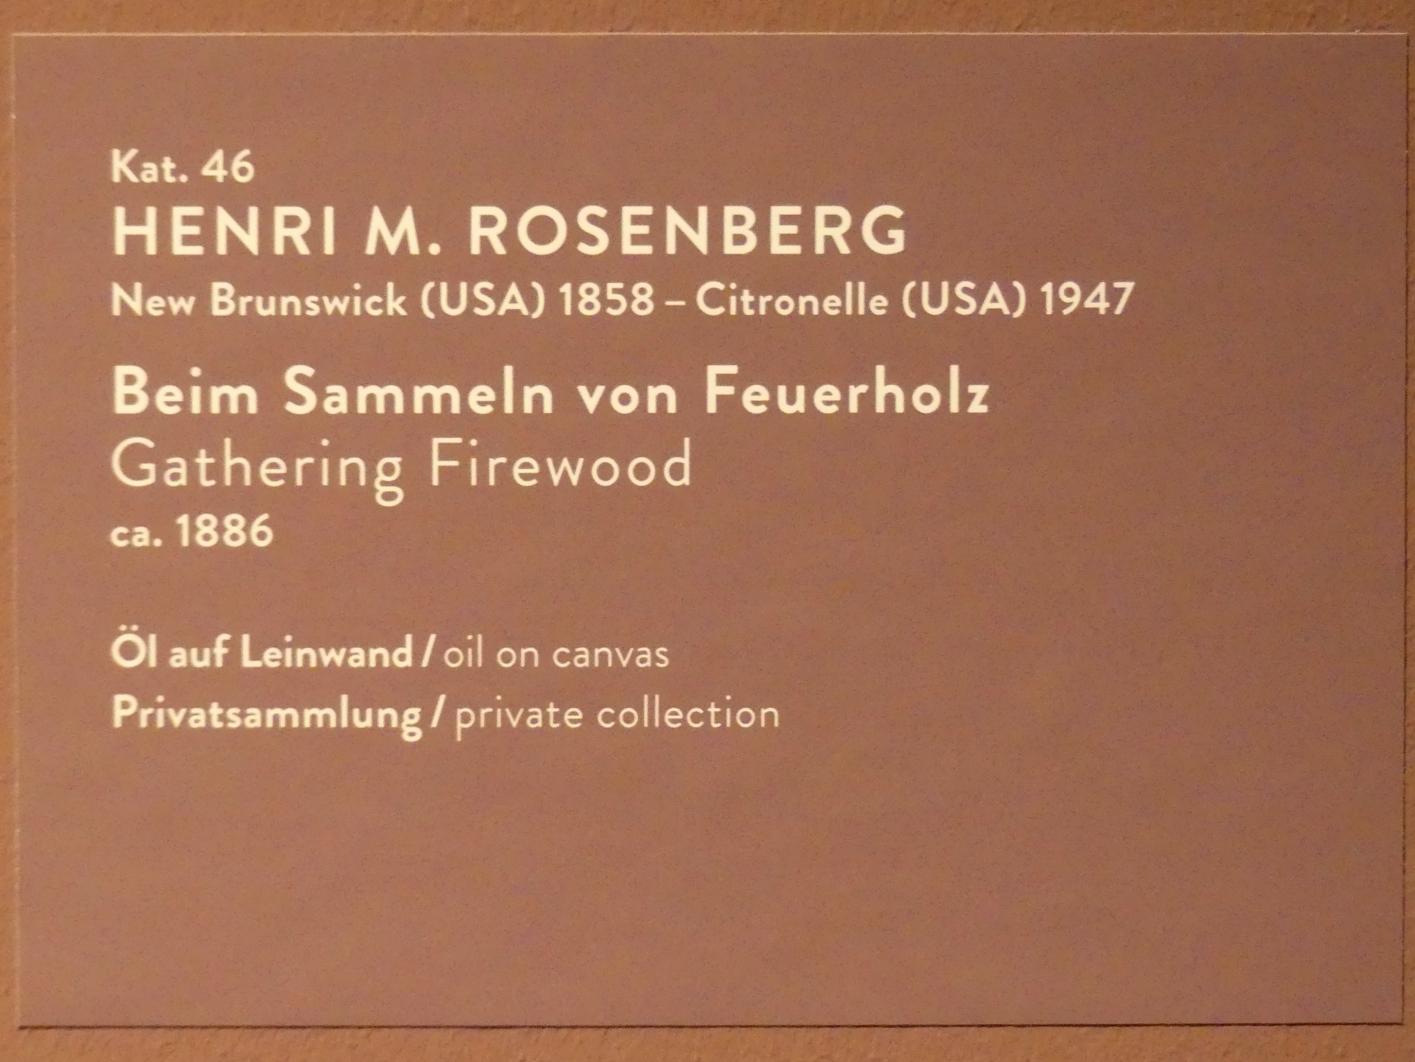 Kat. 46
HENRI M. ROSENBERG
New Brunswick (USA) 1858 – Citronelle (USA) 1947
Beim Sammeln von Feuerholz
Gathering Firewood
ca. 1886
Öl auf Leinwand / oil on canvas
Privatsammlung / private collection